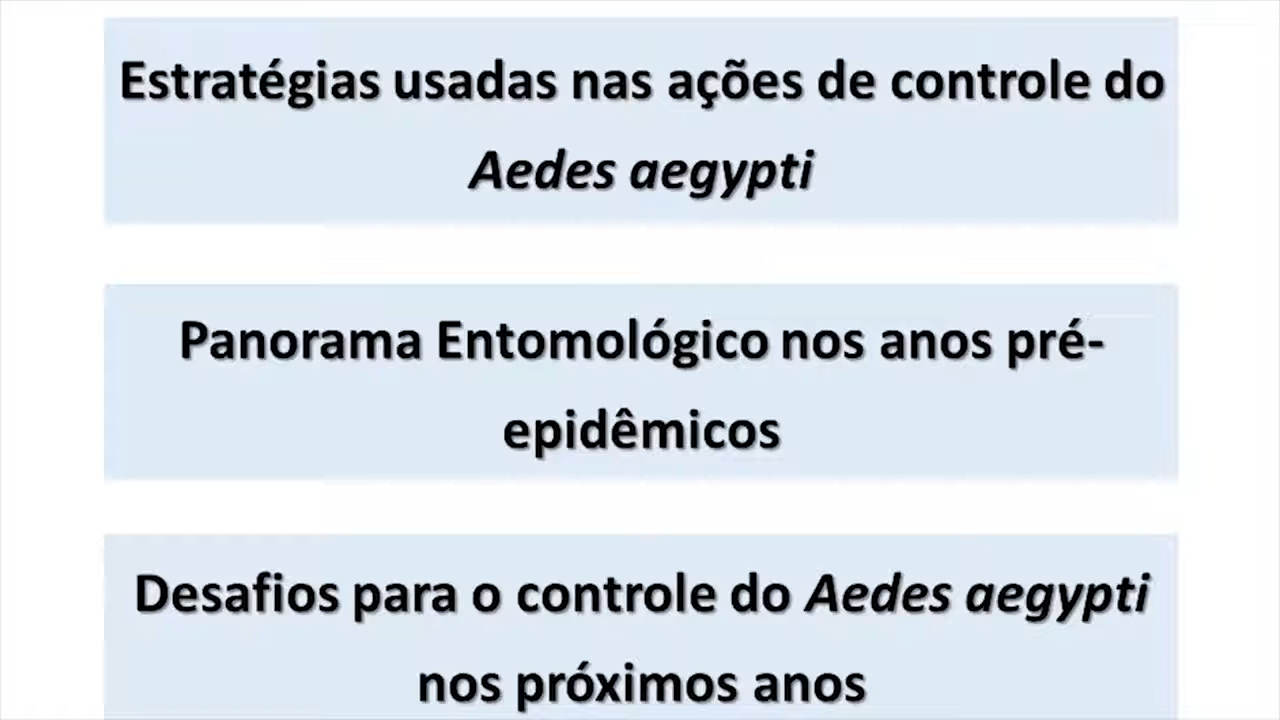 Estratégias usadas nas ações de controle do
Aedes aegypti
Panorama Entomológico nos anos pré-
epidêmicos
Desafios para o controle do Aedes aegypti
nos próximos anos